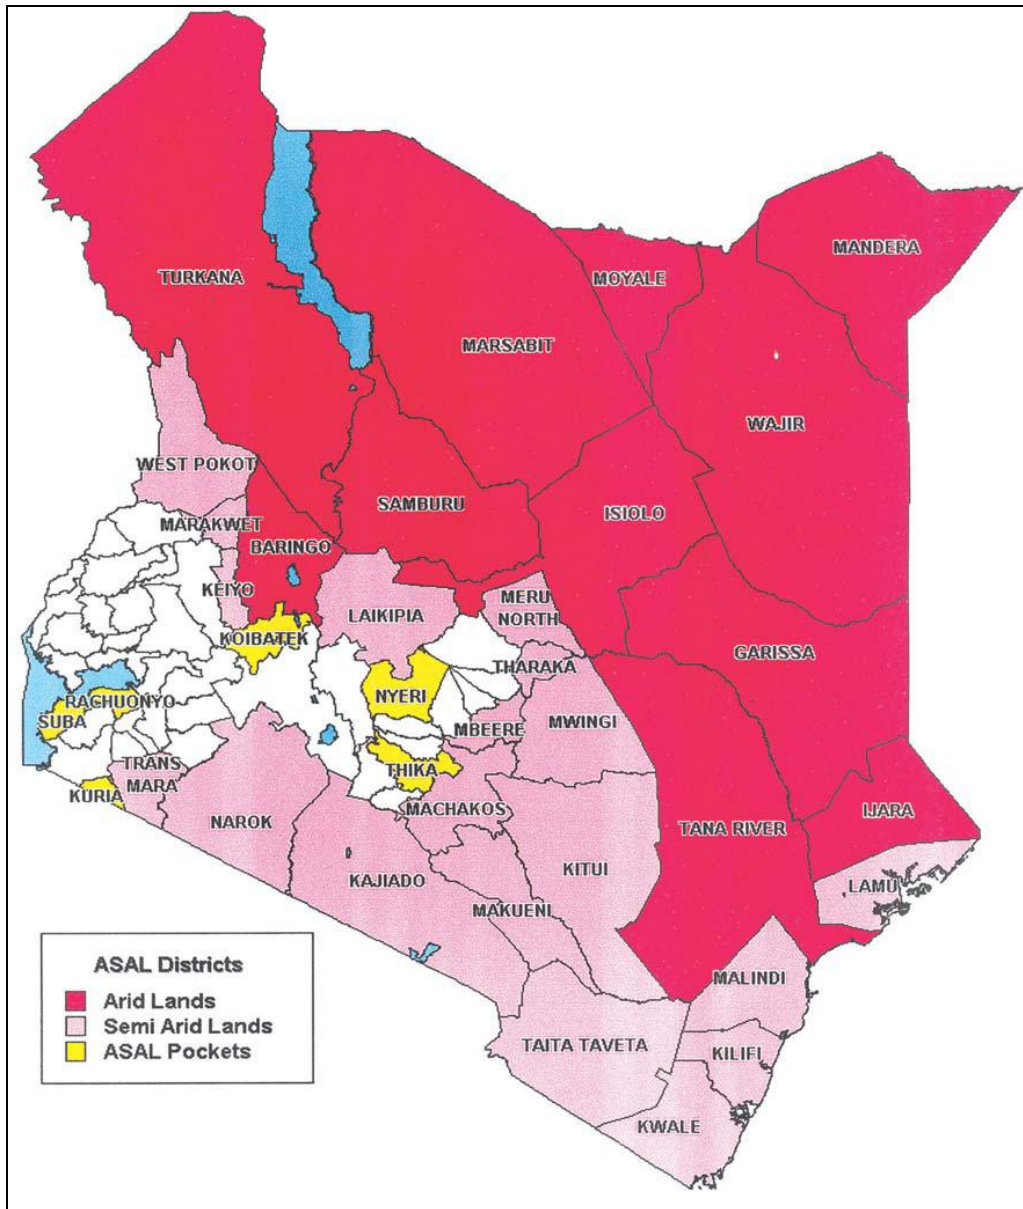 MANDERA
MOYALE
TURKANA
MARSABIT
WAJIR
WEST POKOT
SAMBURU
ISIOLO
MARAKWET
BARINGO
KEIYO
MERU
NORTH
LAIKIPIA
KOIBATEK
GARISSA
THARAKA
RACHUONYO
NYERI
SUBA
MBEERE
MWINGI
TRANS
MARA
THIKA
KURIA
MACHAKOS
NAROK
TANA RIVER
IJARA
KITUI
KAJIADO
LAMU
MAKUENI
MALINDI
TAITA TAVETA
KILIFI
KWALE
ASAL Districts
Arid Lands
Semi Arid Lands
ASAL Pockets